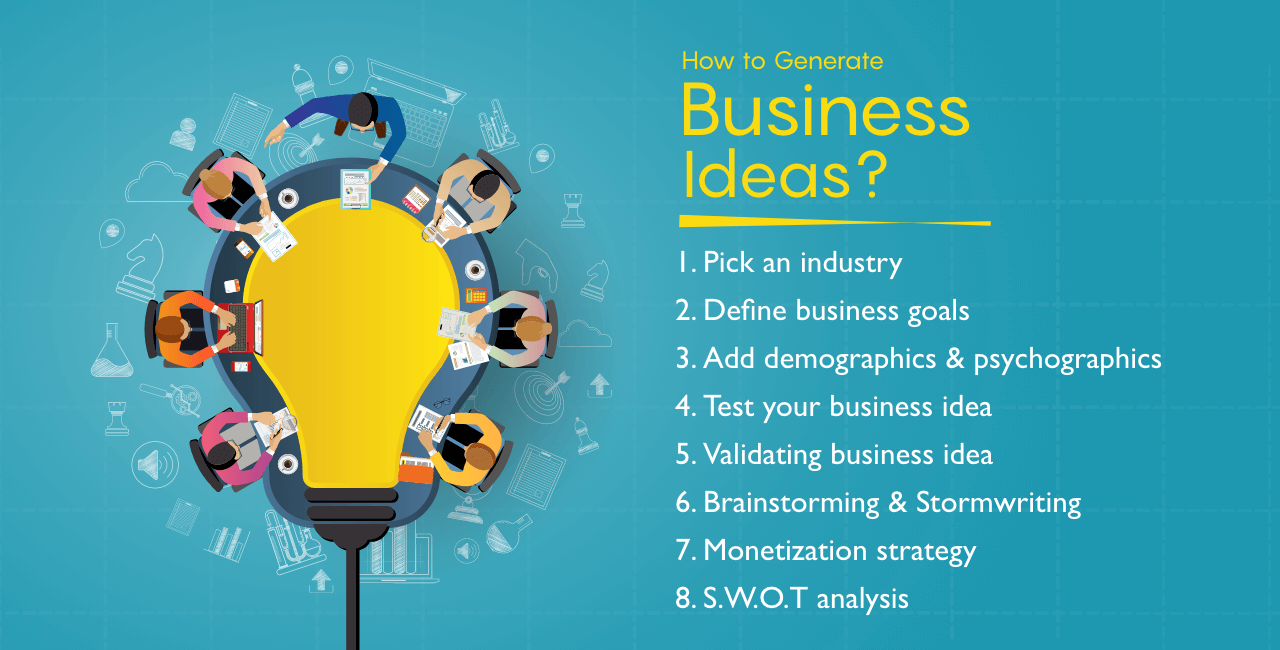 How to Generate
Business
Ideas?
1. Pick an industry
2. Define business goals
3. Add demographics & psychographics
4. Test your business idea
5. Validating business idea
6. Brainstorming & Stormwriting
7. Monetization strategy
8. S.W.O.T analysis